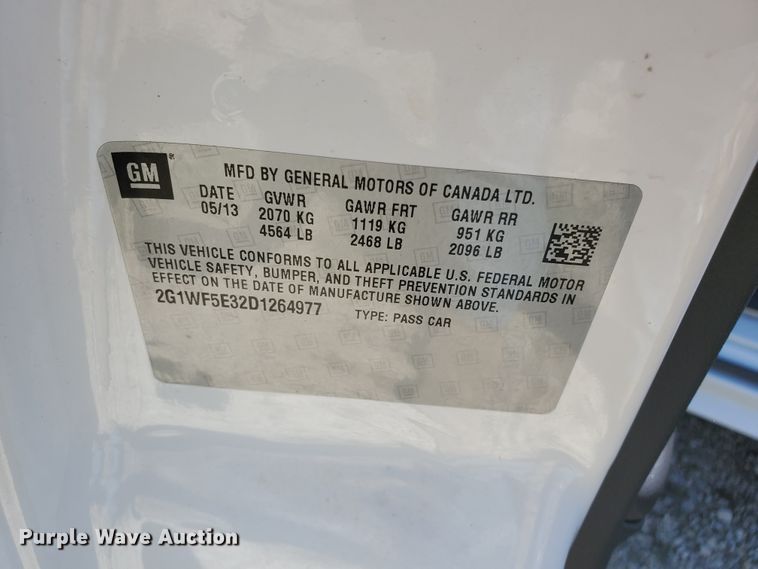 GM
MFD BY GENERAL MOTORS OF CANADA LTD.
DATE GVWR GAWR FRT GAWR RR
05/13 2070 KG 1119 KG 951 KG
4564 LB 2468 LB 2096 LB
THIS VEHICLE CONFORMS TO ALL APPLICABLE U.S. FEDERAL MOTOR
VEHICLE SAFETY, BUMPER, AND THEFT PREVENTION STANDARDS IN
EFFECT ON THE DATE OF MANUFACTURE SHOWN ABOVE.
2G1WF5E32D1264977 TYPE: PASS CAR
Purple Wave Auction